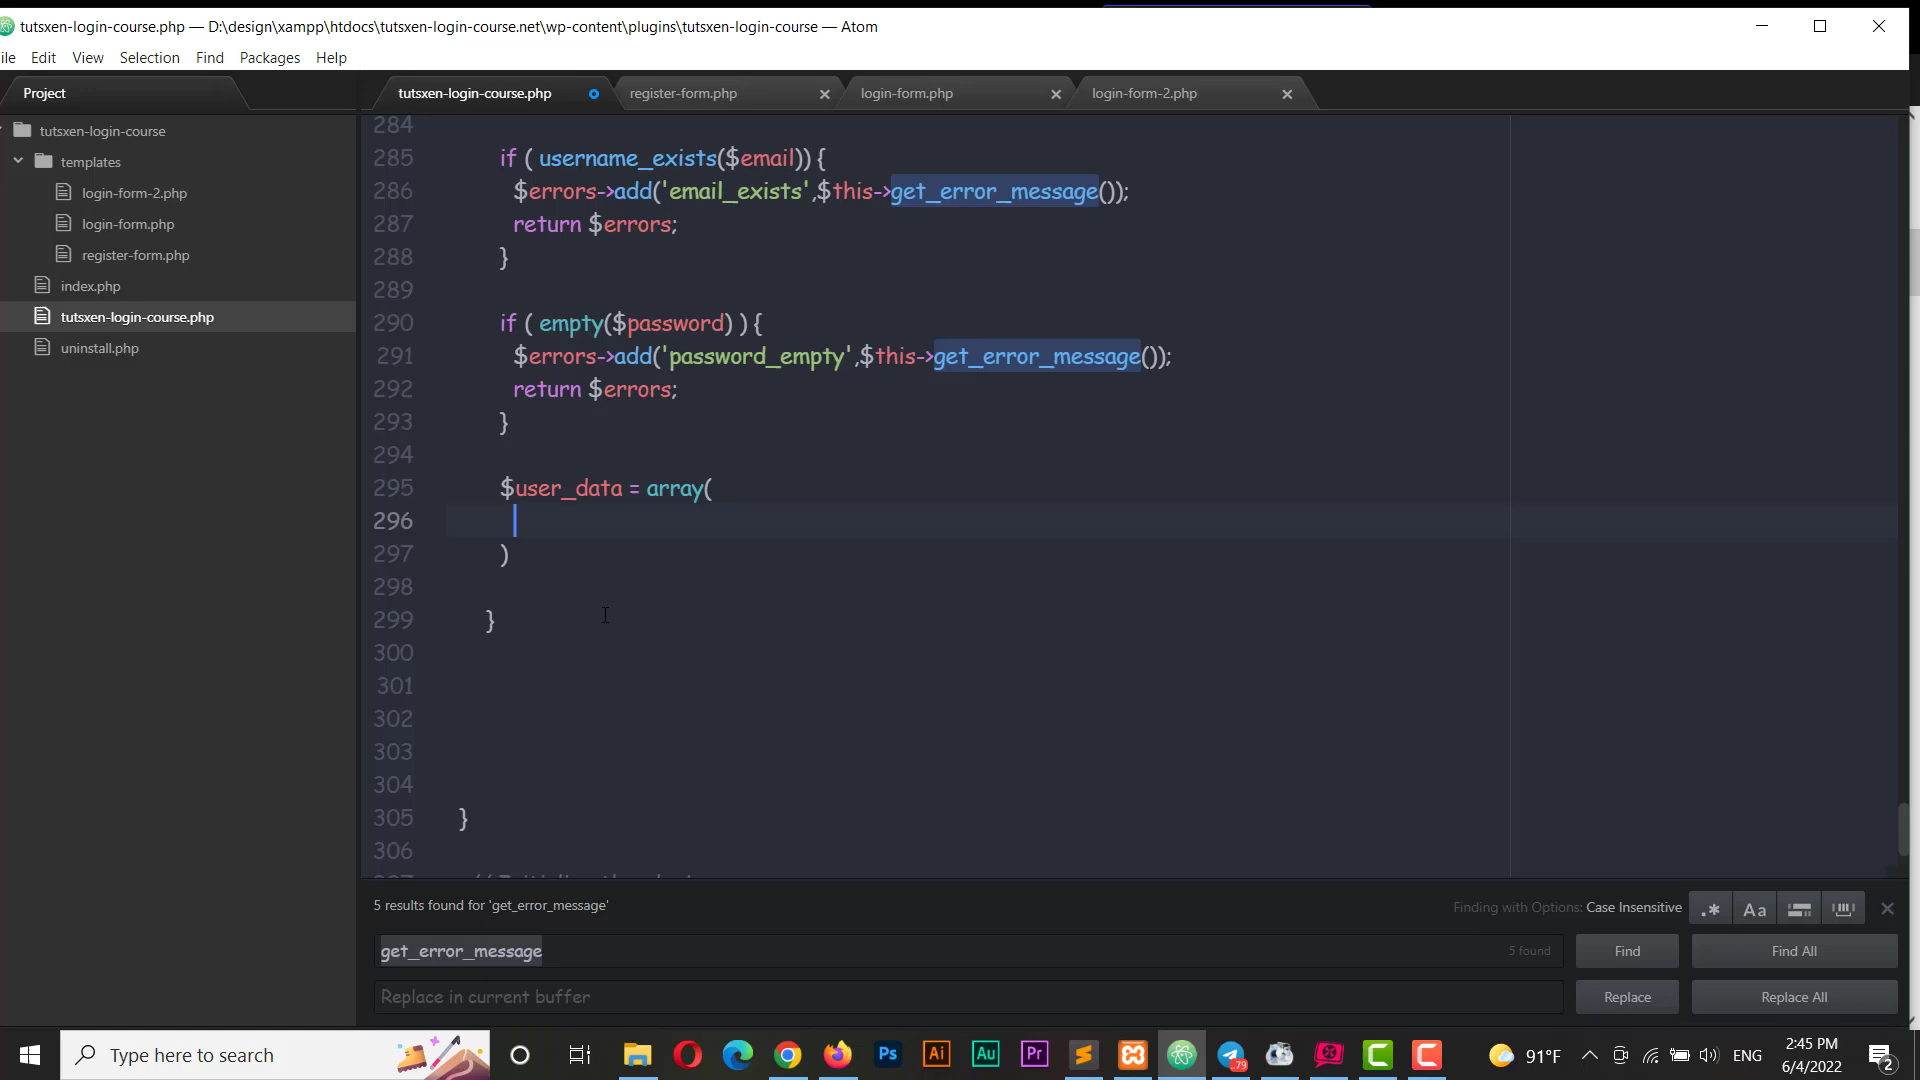 tutsxen-login-course.php — D:\design\xampp\htdocs\tutsxen-login-course.net\wp-content\plugins\tutsxen-login-course — Atom
ile Edit View Selection Find Packages Help
Project
tutsxen-login-course.php
register-form.php
login-form.php
login-form-2.php
tutsxen-login-course
templates
login-form-2.php
login-form.php
register-form.php
index.php
tutsxen-login-course.php
uninstall.php
284
285 if ( username_exists($email)) {
286 $errors->add('email_exists',$this->get_error_message());
287 return $errors;
288 }
289
290 if ( empty($password) ) {
291 $errors->add('password_empty',$this->get_error_message());
292 return $errors;
293 }
294
295 $user_data = array(
296
297 )
298
299 }
300
301
302
303
304
305 }
306
5 results found for 'get_error_message'
Finding with Options: Case Insensitive
.* Aa
get_error_message
5 found
Find
Find All
Replace in current buffer
Replace
Replace All
Type here to search
Ps
Ai
Au
Pr
79
91°F
ENG
2:45 PM
6/4/2022
2